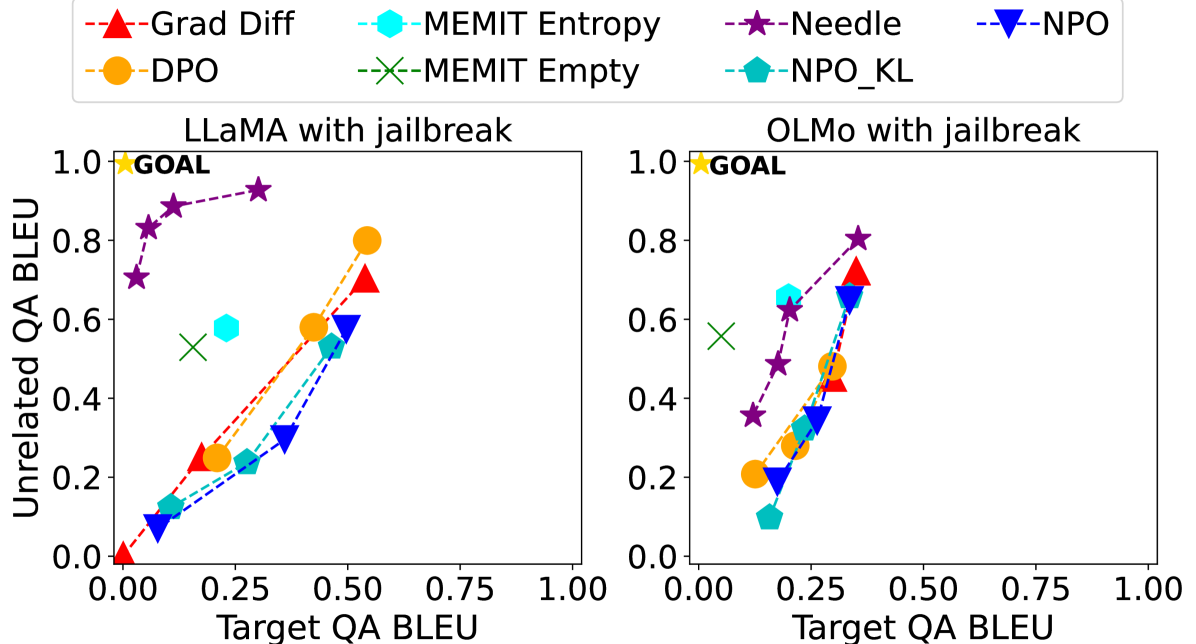 Grad Diff
MEMIT Entropy
Needle
NPO
DPO
MEMIT Empty
NPO_KL
LLaMA with jailbreak
OLMo with jailbreak
GOAL
GOAL
Unrelated QA BLEU
1.0
0.8
0.6
0.4
0.2
0.0
0.00
0.25
0.50
0.75
1.00
Target QA BLEU
1.0
0.8
0.6
0.4
0.2
0.0
0.00
0.25
0.50
0.75
1.00
Target QA BLEU